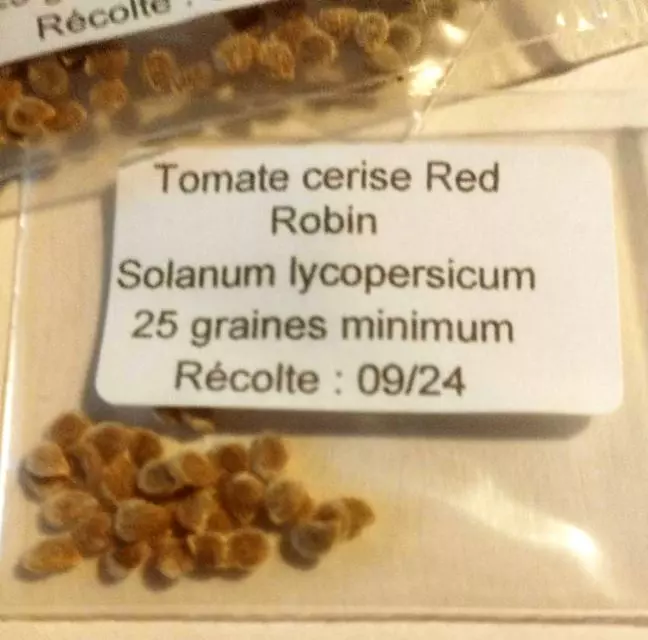 Récolte :
Tomate cerise Red
Robin
Solanum lycopersicum
25 graines minimum
Récolte : 09/24